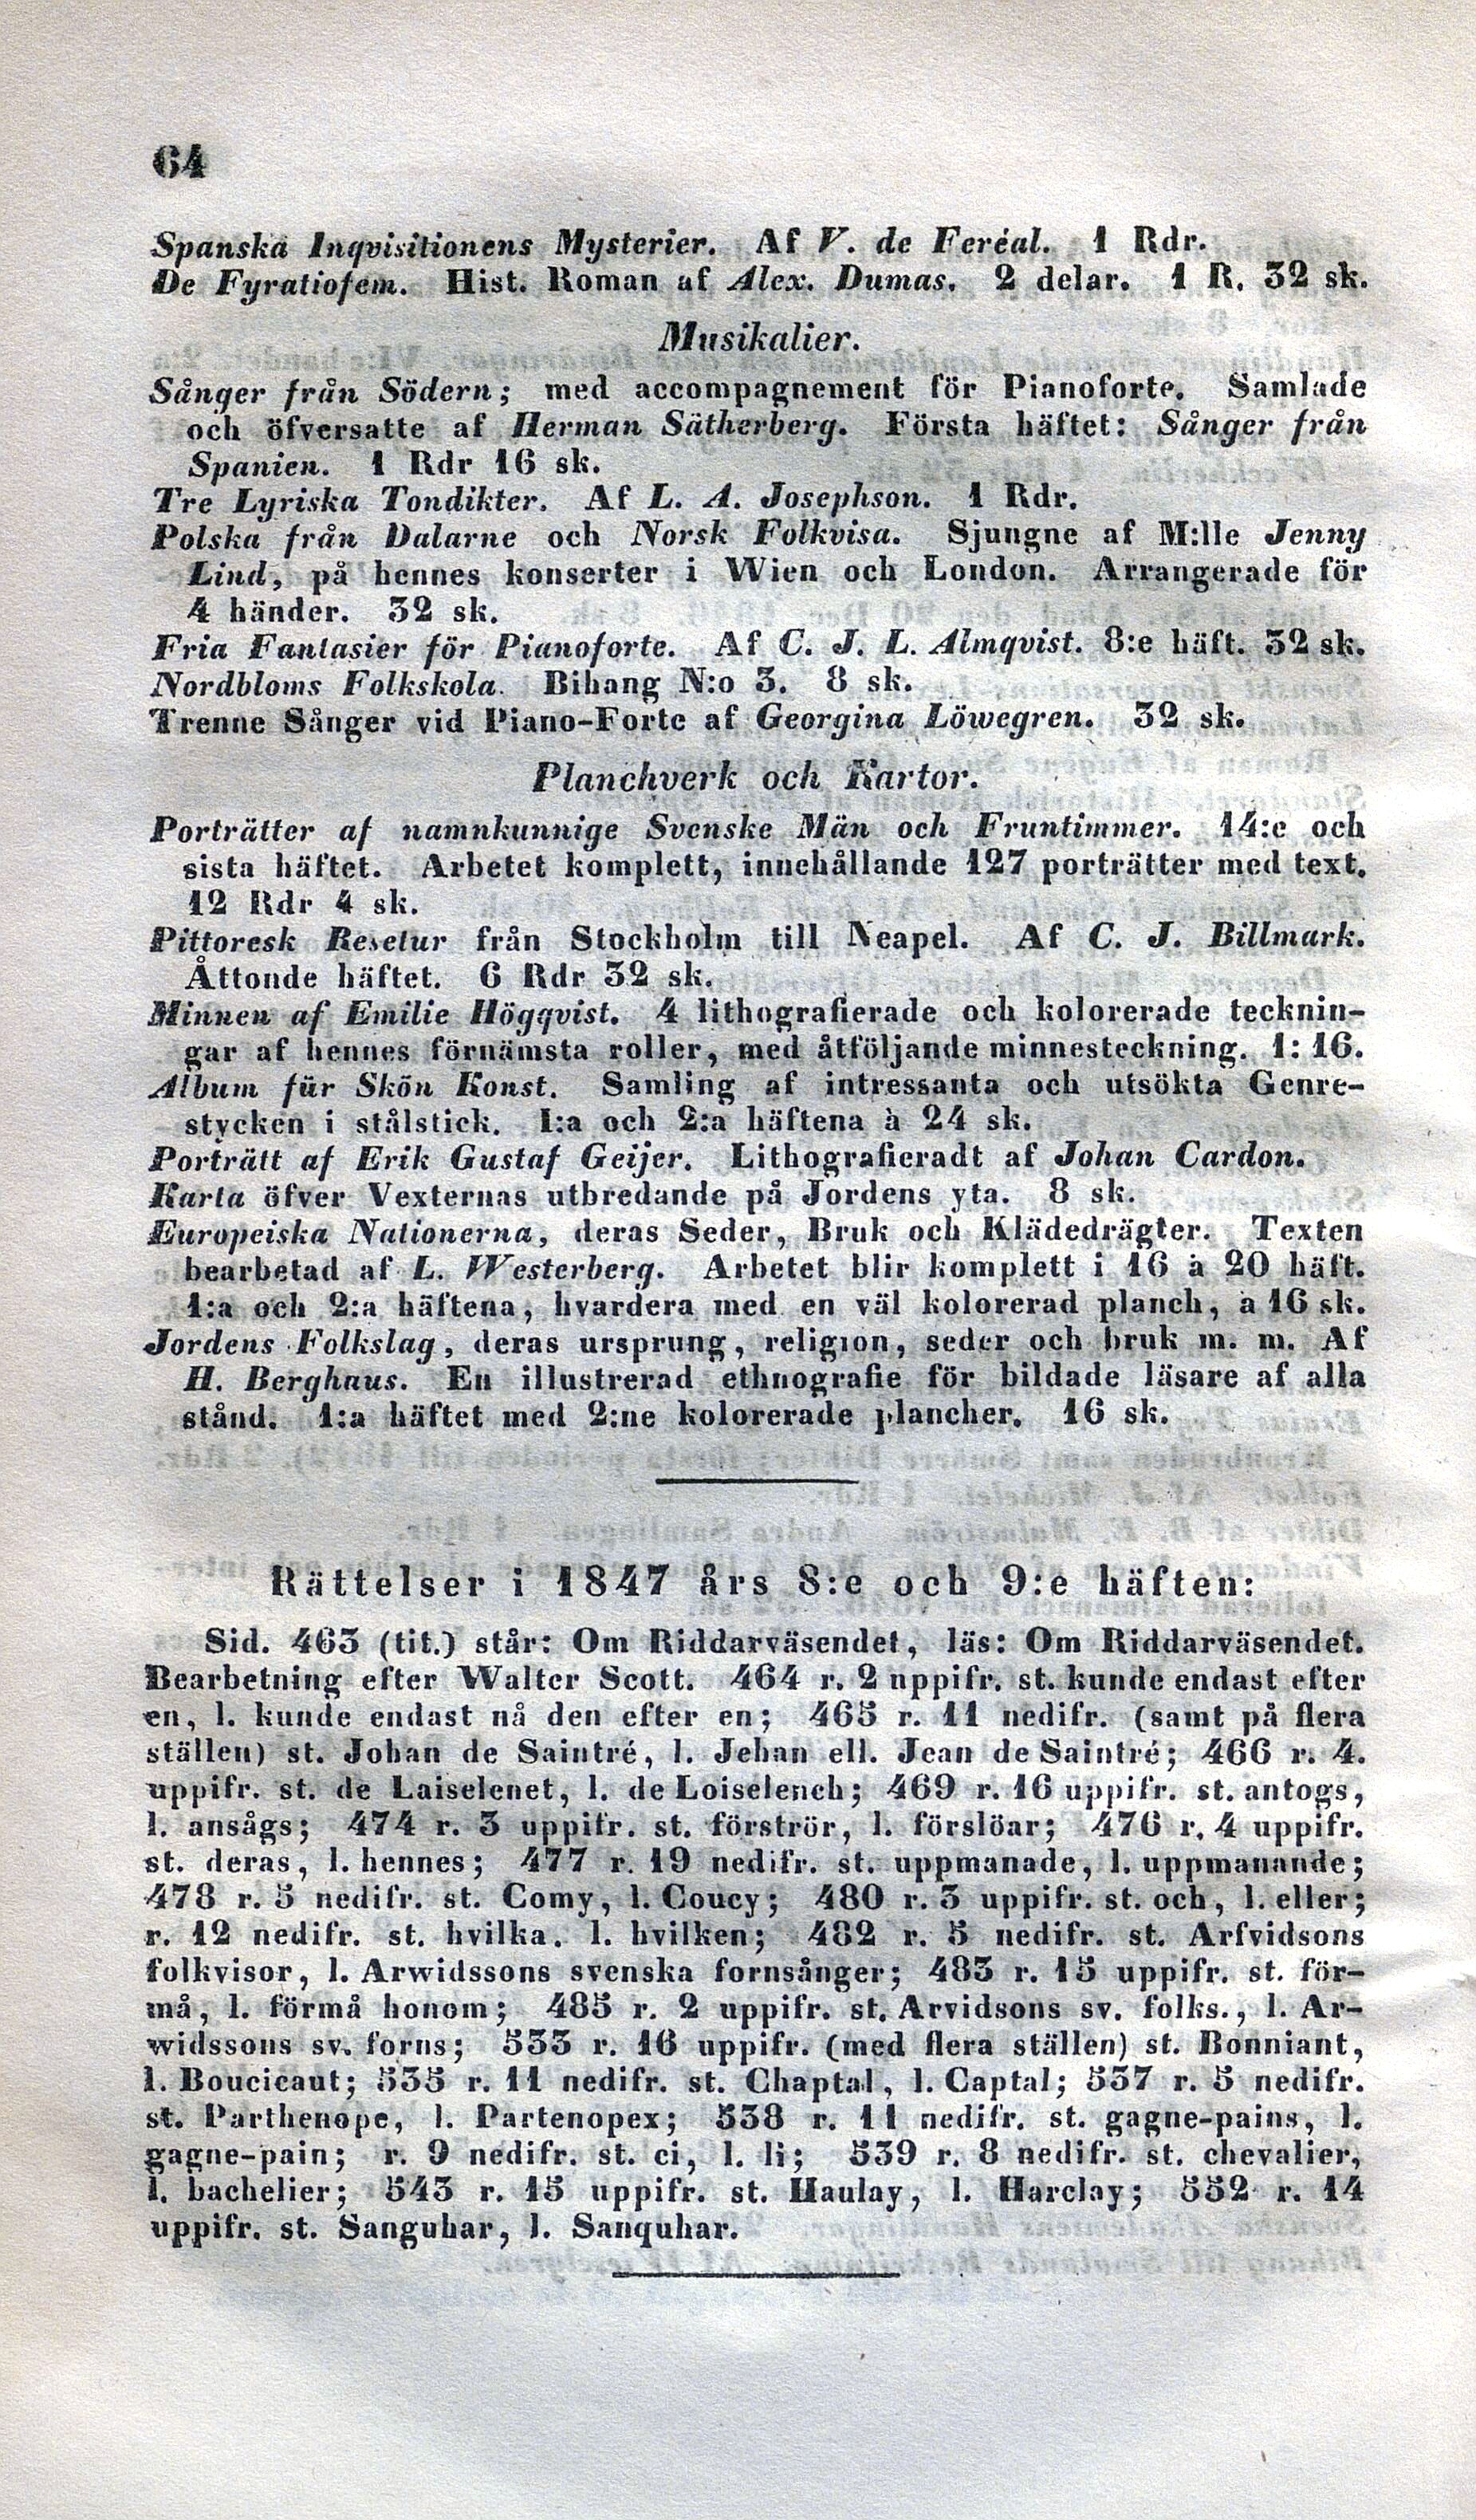 64
Spanska Inqvisitionens Mysterier. Af V. de Feréal. 1 Rdr.
De Fyratiofem. Hist. Roman af Alex. Dumas. 2 delar. 1 R. 32 sk.
Musikalier.
Sånger från Södern; med accompagnement för Pianoforte. Samlade
och öfversatte af Herman Sätherberg. Första häftet: Sånger från
Spanien. 1 Rdr 16 sk.
Tre Lyriska Tondikter. Af L. A. Josephson. 1 Rdr.
Polska från Dalarne och Norsk Folkvisa. Sjungne af M:lle Jenny
Lind, på hennes konserter i Wien och London. Arrangerade för
4 händer. 32 sk.
Fria Fantasier för Pianoforte. Af C. J. L. Almqvist. 8:e häft. 32 sk.
Nordbloms Folkskola. Bihang N:o 3. 8 sk.
Trenne Sånger vid Piano-Forte af Georgina Löwegren. 32 sk.
Planchverk och Kartor.
Porträtter af namnkunnige Svenske Män och Fruntimmer. 14:e och
sista häftet. Arbetet komplett, innehållande 127 porträtter med text.
12 Rdr 4 sk.
Pittoresk Resetur från Stockholm till Neapel. Af C. J. Billmark.
Åttonde häftet. 6 Rdr 32 sk.
Minnen af Emilie Högqvist. 4 lithografierade och kolorerade tecknin-
gar af hennes förnämsta roller, med åtföljande minnesteckning. 1: 16.
Album für Skön Konst. Samling af intressanta och utsökta Genre-
stycken i stålstick. 1:a och 2:a häftena à 24 sk.
Porträtt af Erik Gustaf Geijer. Lithografieradt af Johan Cardon.
Karta öfver Vexternas utbredande på Jordens yta. 8 sk.
Europeiska Nationerna, deras Seder, Bruk och Klädedrägter. Texten
bearbetad af L. Westerberg. Arbetet blir komplett i 16 à 20 häft.
1:a och 2:a häftena, hvardera med en väl kolorerad planch, à 16 sk.
Jordens Folkslag, deras ursprung, religion, seder och bruk m. m. Af
H. Berghaus. En illustrerad ethnografie för bildade läsare af alla
stånd. 1:a häftet med 2:ne kolorerade plancher. 16 sk.
Rättelser i 1847 års 8:e och 9:e häften:
Sid. 463 (tit.) står: Om Riddarväsendet, läs: Om Riddarväsendet.
Bearbetning efter Walter Scott. 464 r. 2 uppifr. st. kunde endast efter
en, l. kunde endast nå den efter en; 465 r. 11 nedifr. (samt på flera
ställen) st. Johan de Saintré, l. Jehan ell. Jean de Saintré; 466 r. 4.
uppifr. st. de Laiselenet, l. de Loiselench; 469 r. 16 uppifr. st. antogs,
l. ansågs; 474 r. 3 uppifr. st. förströr, l. förslöar; 476 r. 4 uppifr.
st. deras, l. hennes; 477 r. 19 nedifr. st. uppmanade, l. uppmanande;
478 r. 5 nedifr. st. Comy, l. Coucy; 480 r. 3 uppifr. st. och, l. eller;
r. 12 nedifr. st. hvilka. l. hvilken; 482 r. 5 nedifr. st. Arfvidsons
folkvisor, l. Arwidssons svenska fornsånger; 483 r. 15 uppifr. st. för-
må, l. förmå honom; 485 r. 2 uppifr. st. Arvidsons sv. folks., l. Ar-
widssons sv. forns; 533 r. 16 uppifr. (med flera ställen) st. Bonniant,
l. Boucicaut; 535 r. 11 nedifr. st. Chaptal, l. Captal; 537 r. 5 nedifr.
st. Parthenope, l. Partenopex; 538 r. 11 nedifr. st. gagne-pains, l.
gagne-pain; r. 9 nedifr. st. ci, l. li; 539 r. 8 nedifr. st. chevalier,
l. bachelier; 543 r. 15 uppifr. st. Haulay, l. Harclay; 552 r. 14
uppifr. st. Sanguhar, l. Sanquhar.